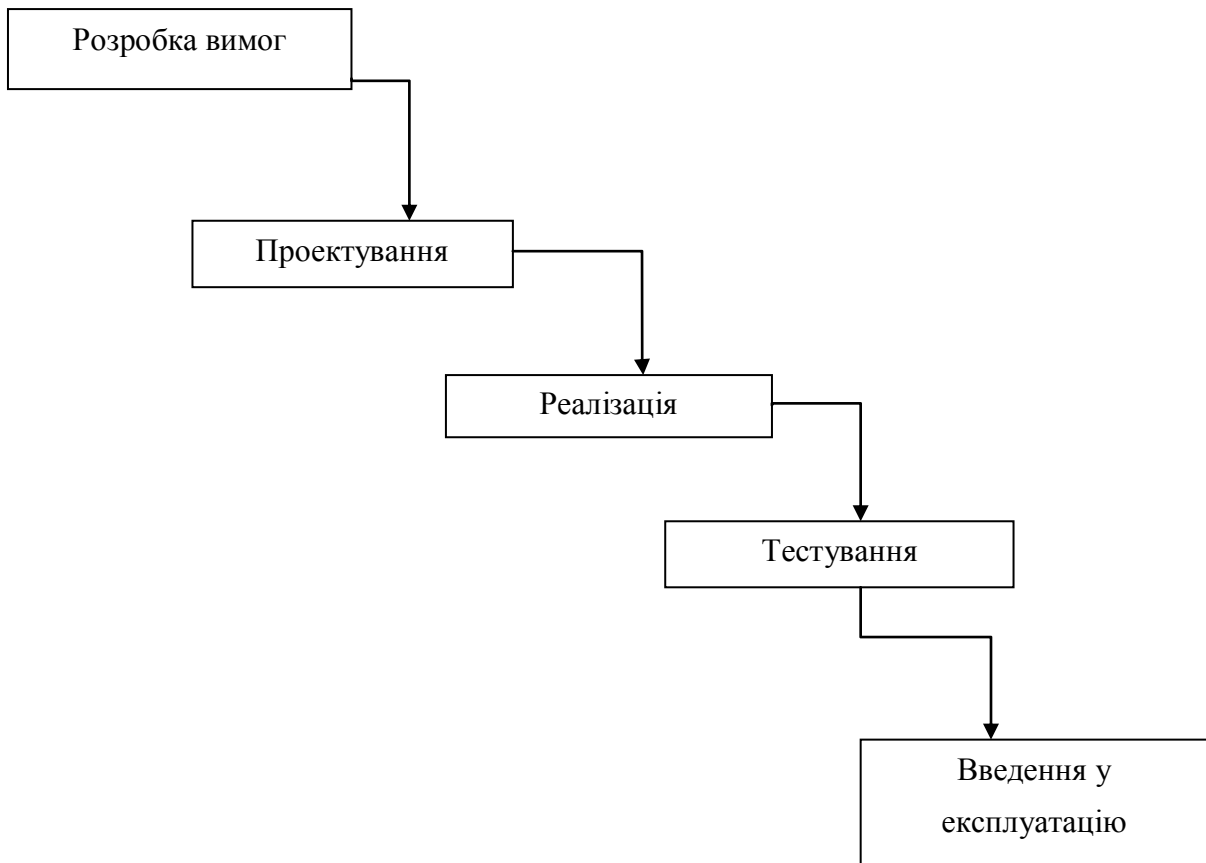 Розробка вимог
Проектування
Реалізація
Тестування
Введення у
експлуатацію